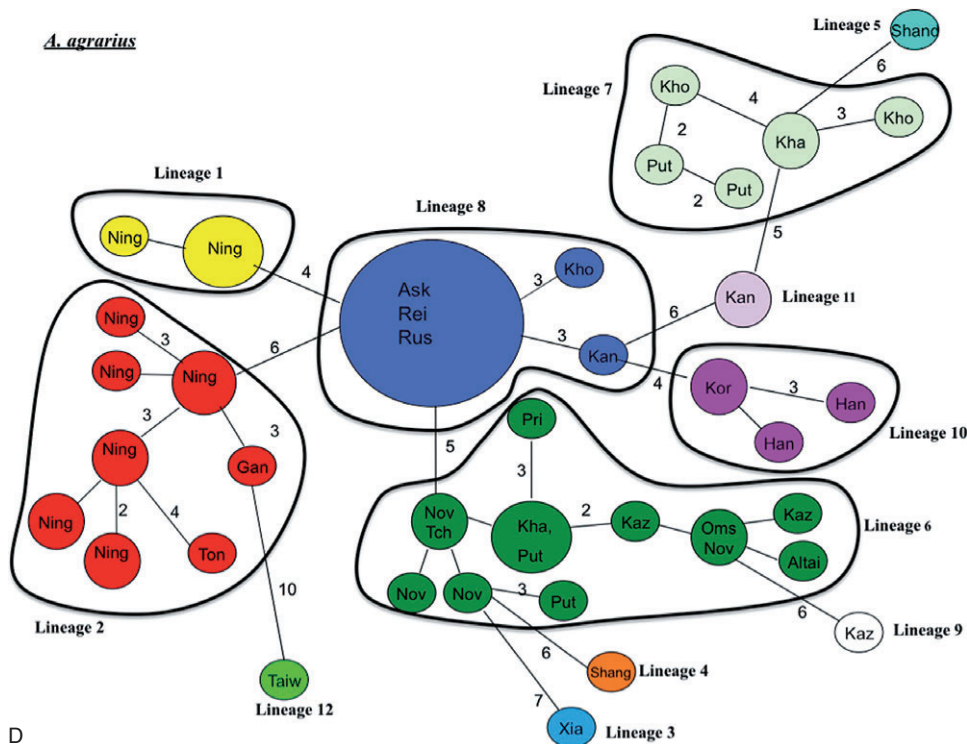 A. agrarius
Lineage 5
Shand
6
Lineage 7
Kho
4
3
Kho
Kha
2
Put
Put
2
5
Lineage 1
Ning
Ning
4
Lineage 8
Ask
Rei
Rus
3
Kho
3
Kan
6
Kan
Lineage 11
4
Kor
3
Han
Han
Lineage 10
Ning
3
6
Ning
Ning
3
3
Ning
Gan
2
4
Ning
Ning
Ton
Lineage 2
10
Taiw
Lineage 12
5
Pri
3
Nov
Tch
Kha,
Put
2
Kaz
Oms
Nov
Kaz
Altai
Lineage 6
Nov
Nov
3
Put
6
Kaz
Lineage 9
6
Shang
Lineage 4
7
Xia
Lineage 3
D